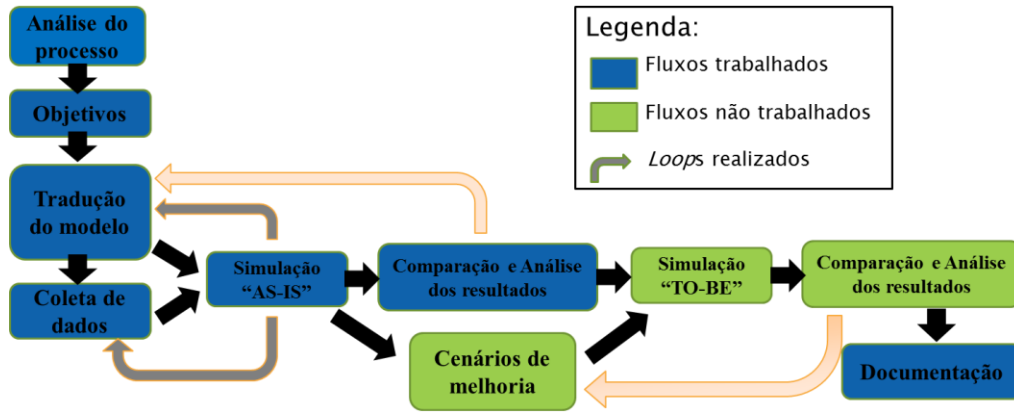 Análise do
processo
Objetivos
Tradução
do modelo
Coleta de
dados
Simulação
“AS-IS”
Comparação e Análise
dos resultados
Cenários de
melhoria
Simulação
“TO-BE”
Comparação e Análise
dos resultados
Documentação
Legenda:
Fluxos trabalhados
Fluxos não trabalhados
Loops realizados